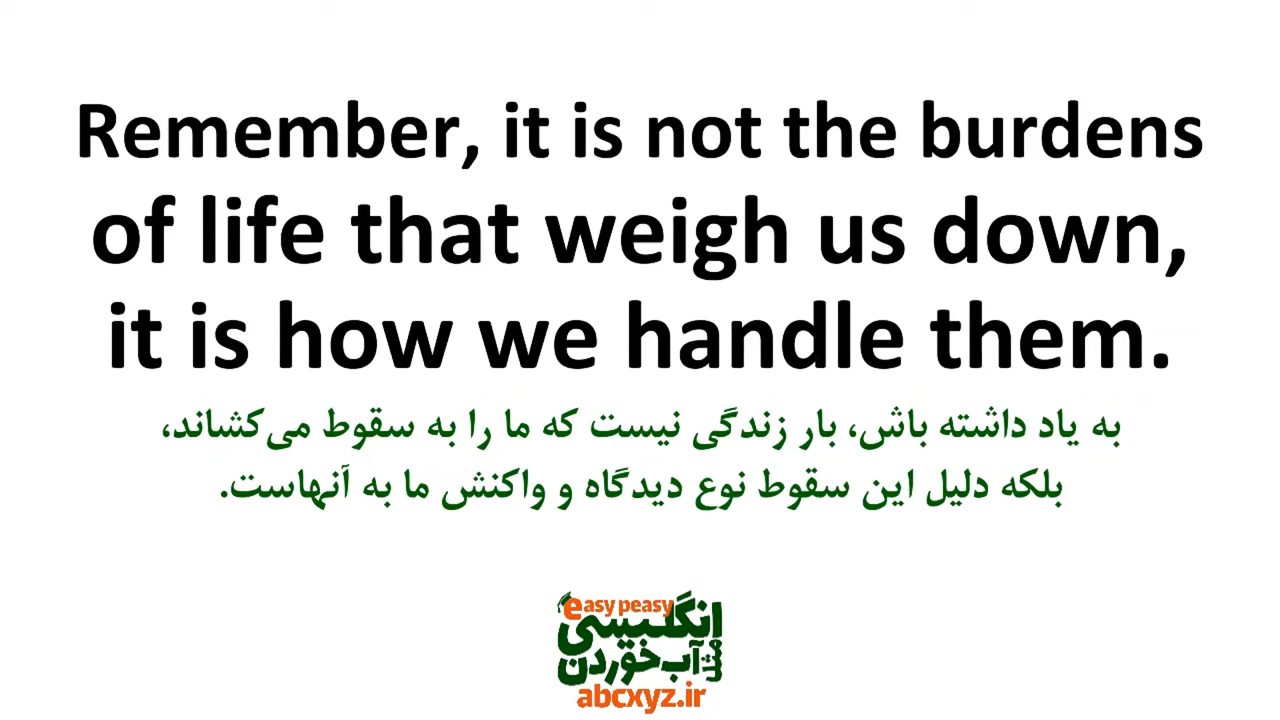 Remember, it is not the burdens
of life that weigh us down,
it is how we handle them.
به یاد داشته باش، بار زندگی نیست که ما را به سقوط می‌کشاند،
بلکه دلیل این سقوط نوع دیدگاه و واکنش ما به آنهاست.
easy peasy
انگلیسی
مثل آب خوردن
abcxyz.ir